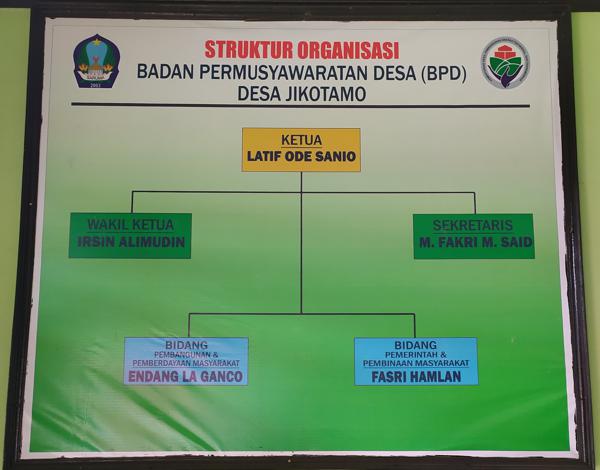 STRUKTUR ORGANISASI
BADAN PERMUSYAWARATAN DESA (BPD)
DESA JIKOTAMO
2003
KETUA
LATIF ODE SANIO
WAKIL KETUA
IRSIN ALIMUDIN
SEKRETARIS
M. FAKRI M. SAID
BIDANG
PEMBANGUNAN &
PEMBERDAYAAN MASYARAKAT
ENDANG LA GANCO
BIDANG
PEMERINTAH &
PEMBINAAN MASYARAKAT
FASRI HAMLAN